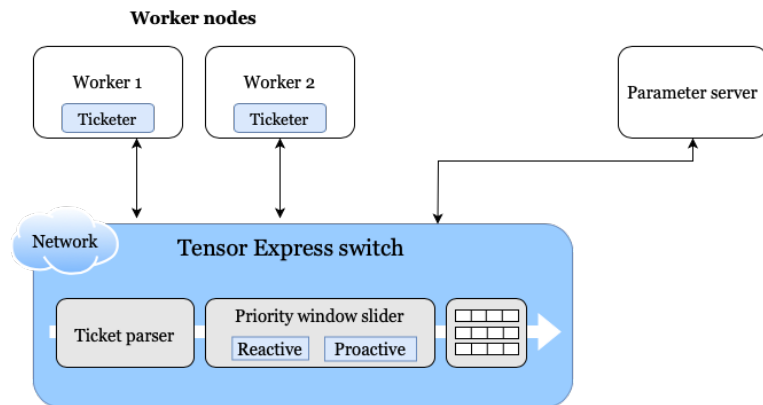 Worker nodes
Worker 1
Ticketer
Worker 2
Ticketer
Parameter server
Network
Tensor Express switch
Ticket parser
Priority window slider
Reactive
Proactive